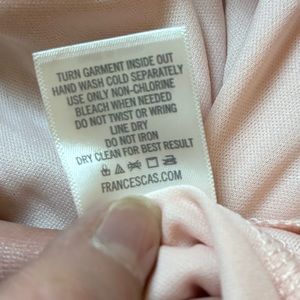 TURN GARMENT INSIDE OUT
HAND WASH COLD SEPARATELY
USE ONLY NON-CHLORINE
BLEACH WHEN NEEDED
DO NOT TWIST OR WRING
LINE DRY
DO NOT IRON
DRY CLEAN FOR BEST RESULT
FRANCESCAS.COM